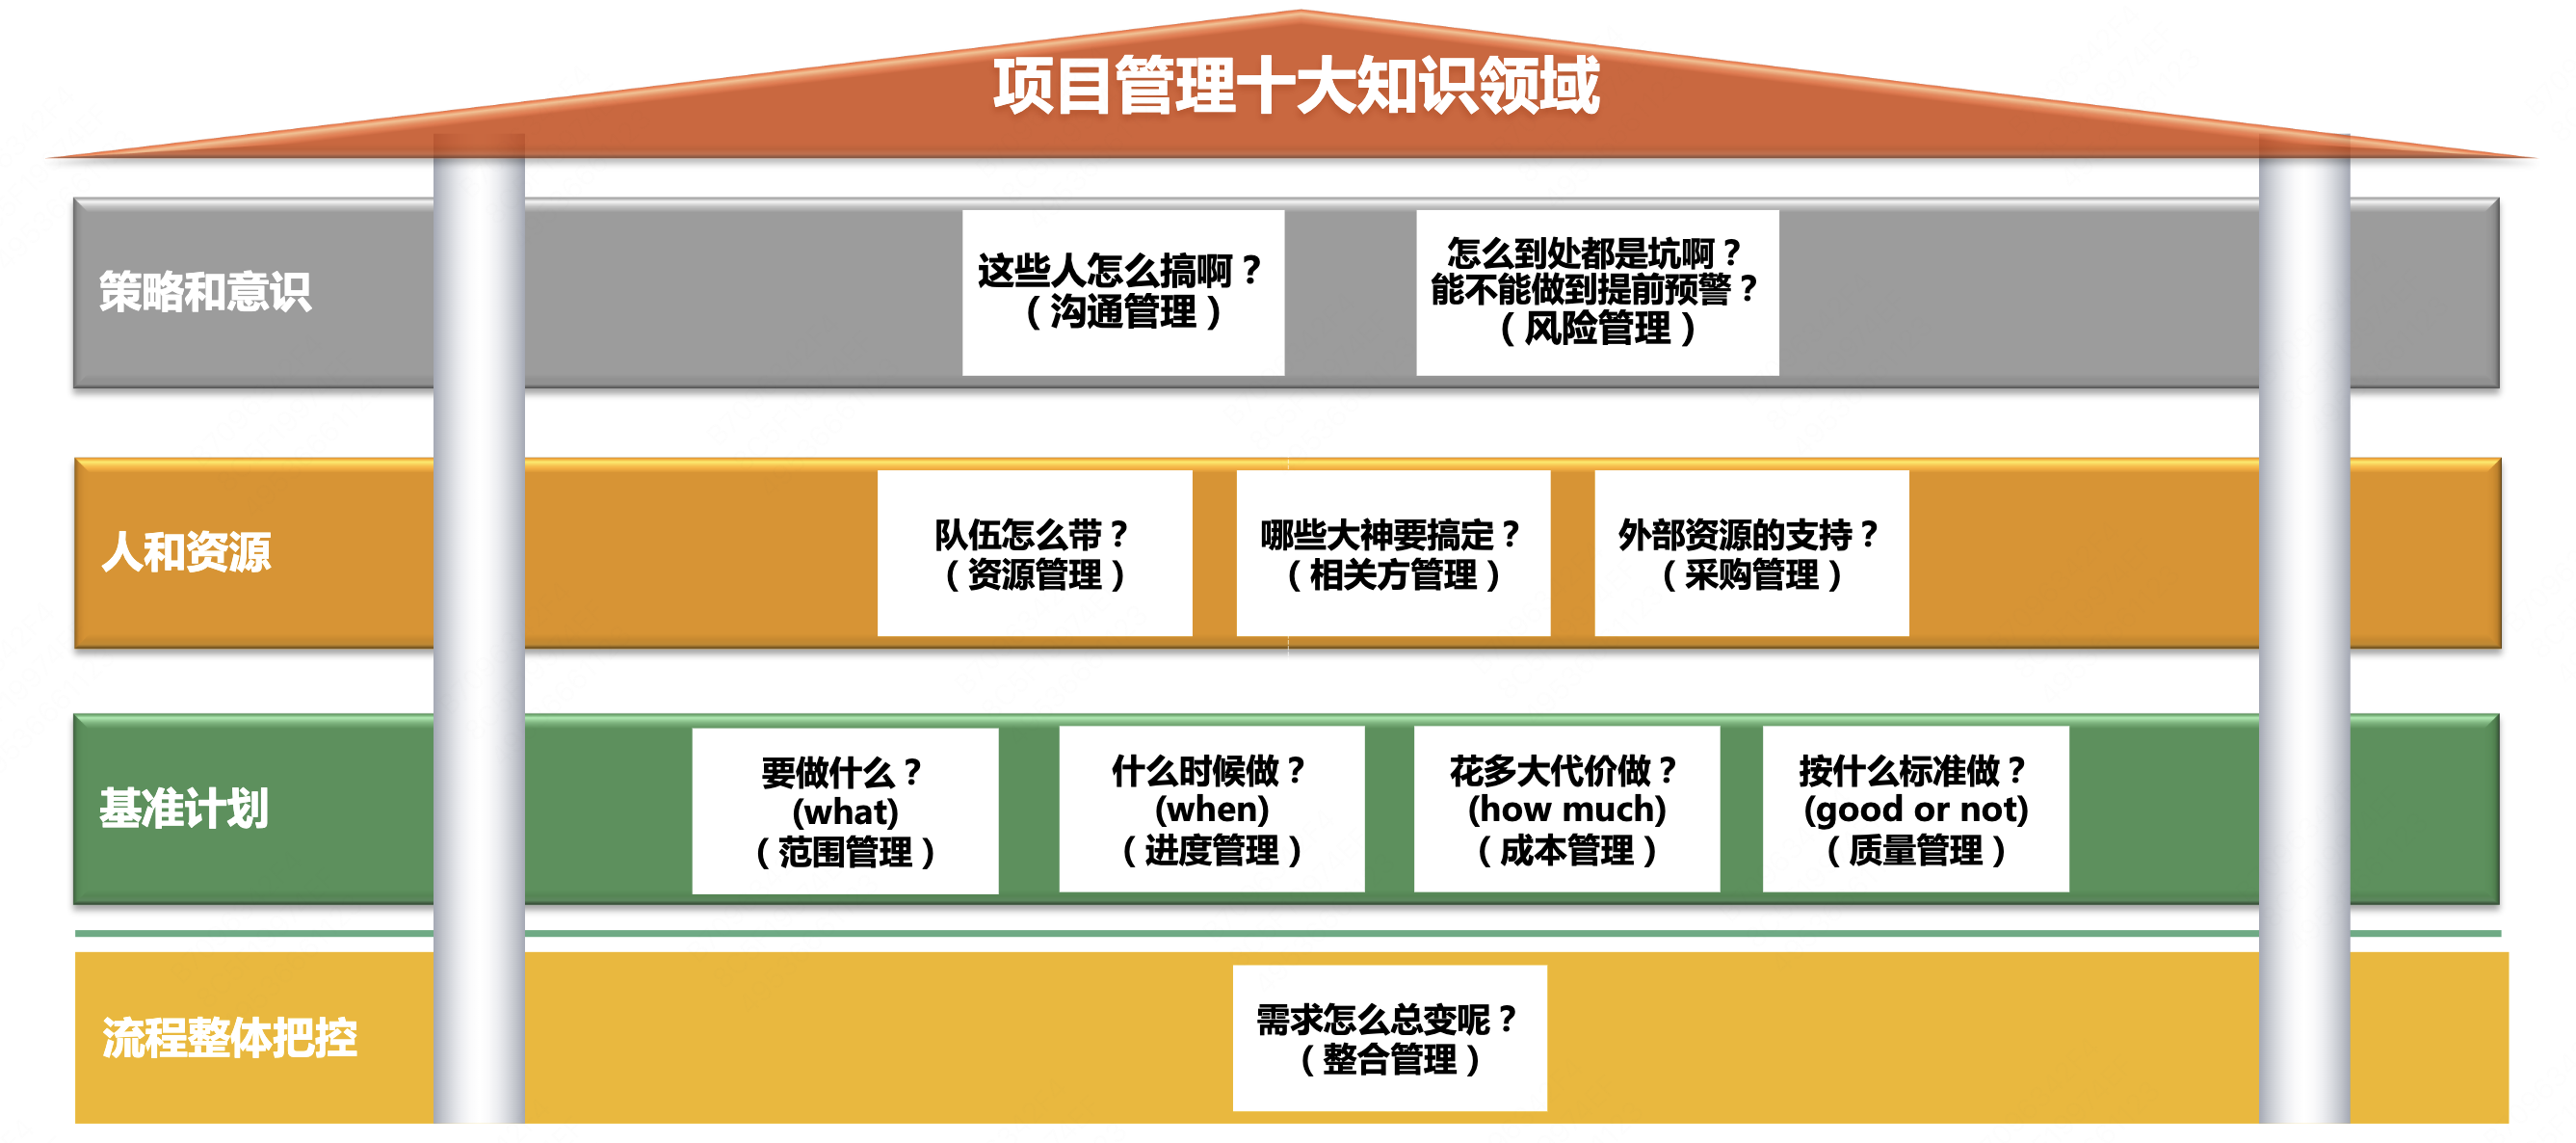 项目管理十大知识领域
策略和意识
这些人怎么搞啊？
（沟通管理）
怎么到处都是坑啊？
能不能做到提前预警？
（风险管理）
人和资源
队伍怎么带？
（资源管理）
哪些大神要搞定？
（相关方管理）
外部资源的支持？
（采购管理）
基准计划
要做什么？
(what)
（范围管理）
什么时候做？
(when)
（进度管理）
花多大代价做？
(how much)
（成本管理）
按什么标准做？
(good or not)
（质量管理）
流程整体把控
需求怎么总变呢？
（整合管理）